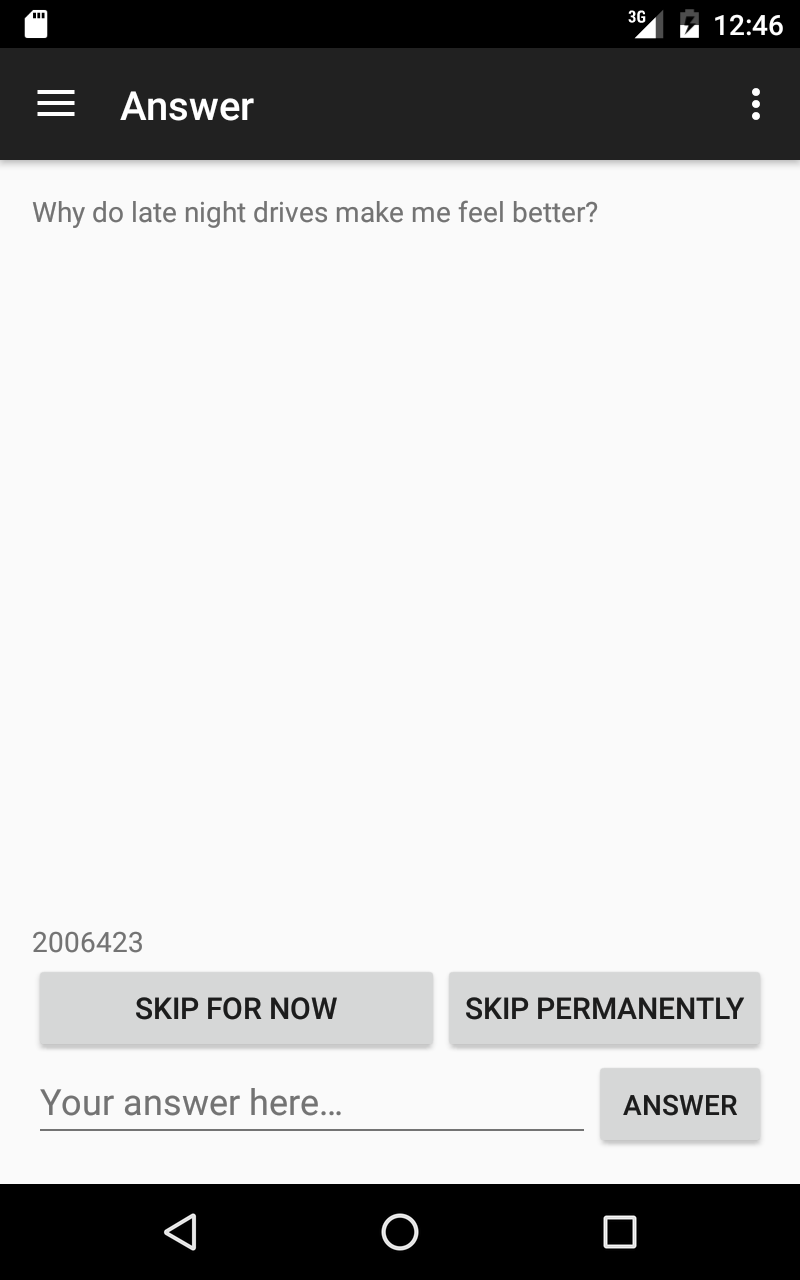 3G 12:46
Answer
Why do late night drives make me feel better?
2006423
SKIP FOR NOW SKIP PERMANENTLY
Your answer here... ANSWER